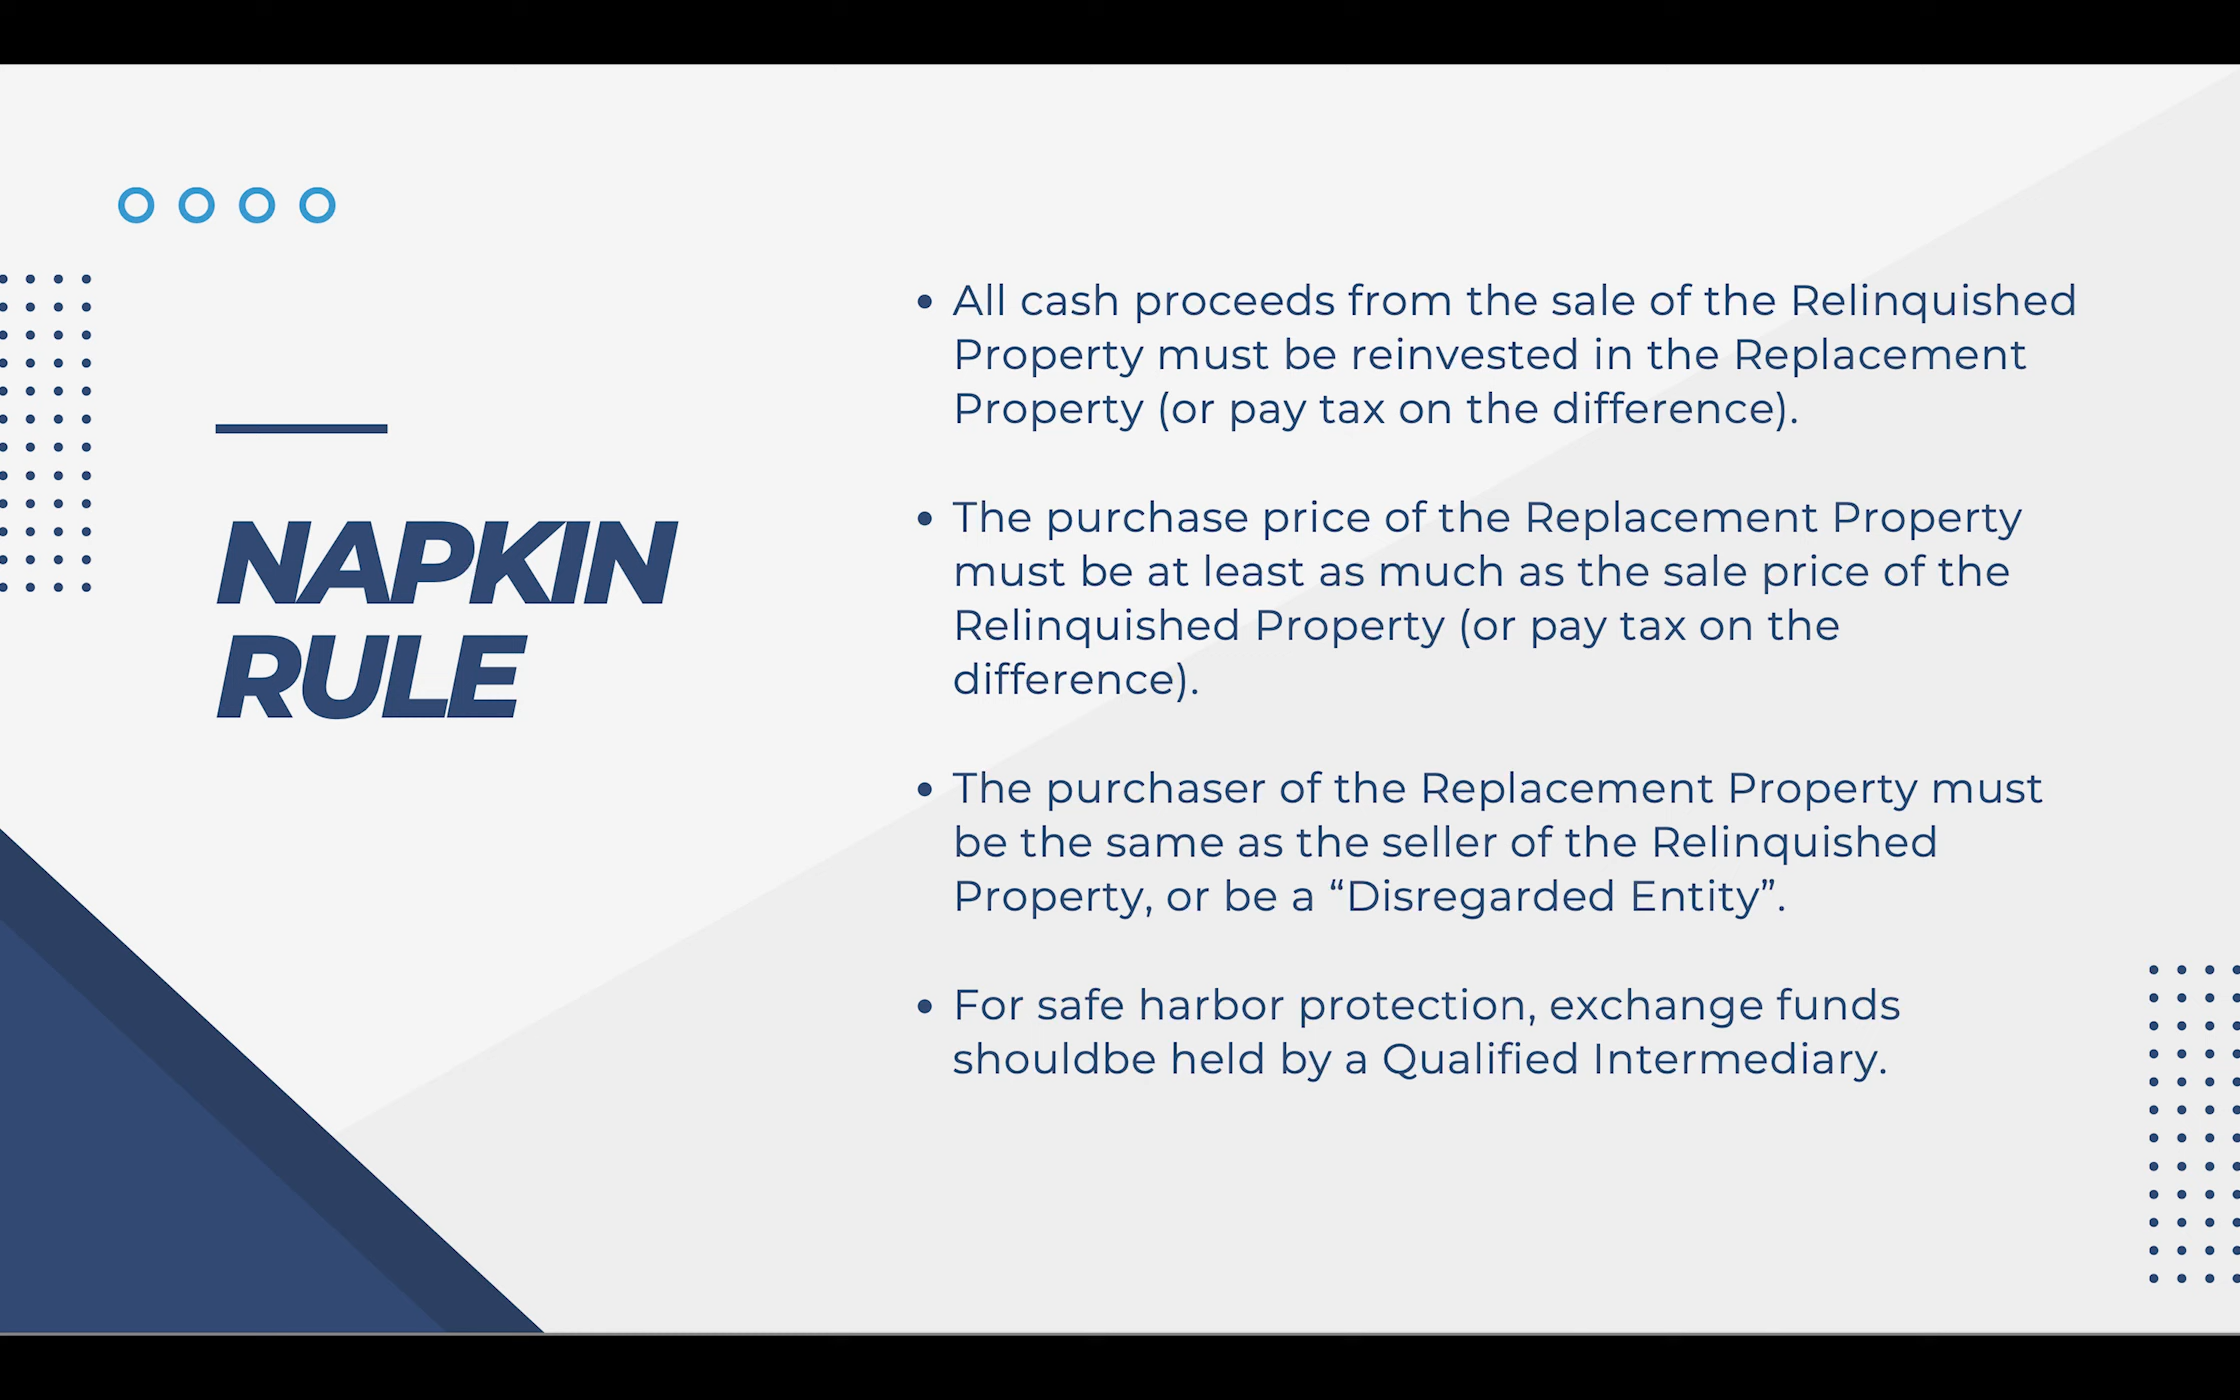 NAPKIN
RULE
• All cash proceeds from the sale of the Relinquished
Property must be reinvested in the Replacement
Property (or pay tax on the difference).
• The purchase price of the Replacement Property
must be at least as much as the sale price of the
Relinquished Property (or pay tax on the
difference).
• The purchaser of the Replacement Property must
be the same as the seller of the Relinquished
Property, or be a “Disregarded Entity”.
• For safe harbor protection, exchange funds
shouldbe held by a Qualified Intermediary.